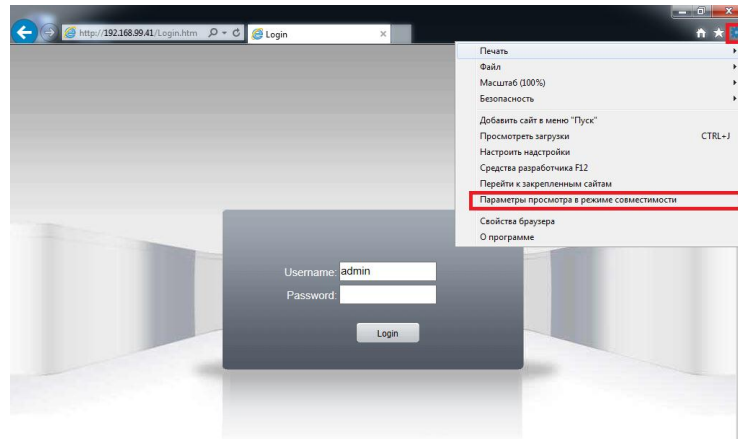 http://192.168.99.41/Login.htm
Login
Печать
Файл
Масштаб (100%)
Безопасность
Добавить сайт в меню "Пуск"
Просмотреть загрузки CTRL+J
Настроить надстройки
Средства разработчика F12
Перейти к закрепленным сайтам
Параметры просмотра в режиме совместимости
Свойства браузера
О программе
Username: admin
Password:
Login